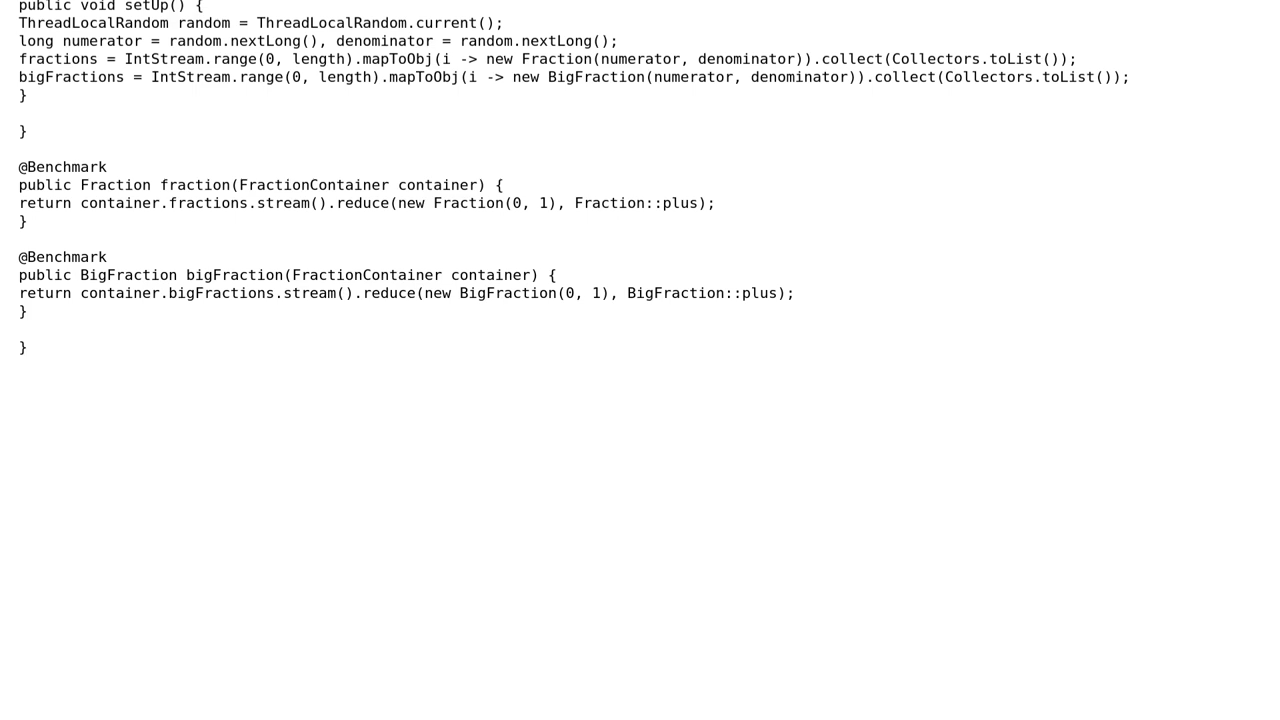 public void setUp() {
ThreadLocalRandom random = ThreadLocalRandom.current();
long numerator = random.nextLong(), denominator = random.nextLong();
fractions = IntStream.range(0, length).mapToObj(i -> new Fraction(numerator, denominator)).collect(Collectors.toList());
bigFractions = IntStream.range(0, length).mapToObj(i -> new BigFraction(numerator, denominator)).collect(Collectors.toList());
}
}
@Benchmark
public Fraction fraction(FractionContainer container) {
return container.fractions.stream().reduce(new Fraction(0, 1), Fraction::plus);
}
@Benchmark
public BigFraction bigFraction(FractionContainer container) {
return container.bigFractions.stream().reduce(new BigFraction(0, 1), BigFraction::plus);
}
}